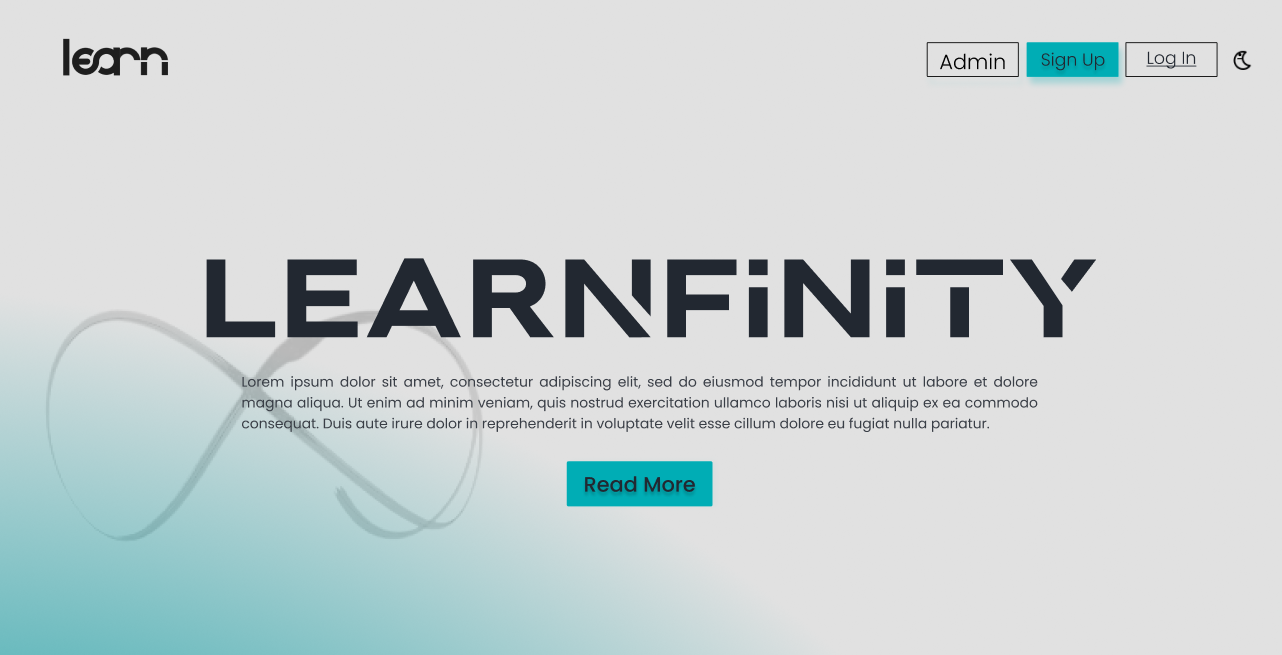 learn
Admin
Sign Up
Log In
LEARNFiNiTY
Lorem ipsum dolor sit amet, consectetur adipiscing elit, sed do eiusmod tempor incididunt ut labore et dolore
magna aliqua. Ut enim ad minim veniam, quis nostrud exercitation ullamco laboris nisi ut aliquip ex ea commodo
consequat. Duis aute irure dolor in reprehenderit in voluptate velit esse cillum dolore eu fugiat nulla pariatur.
Read More